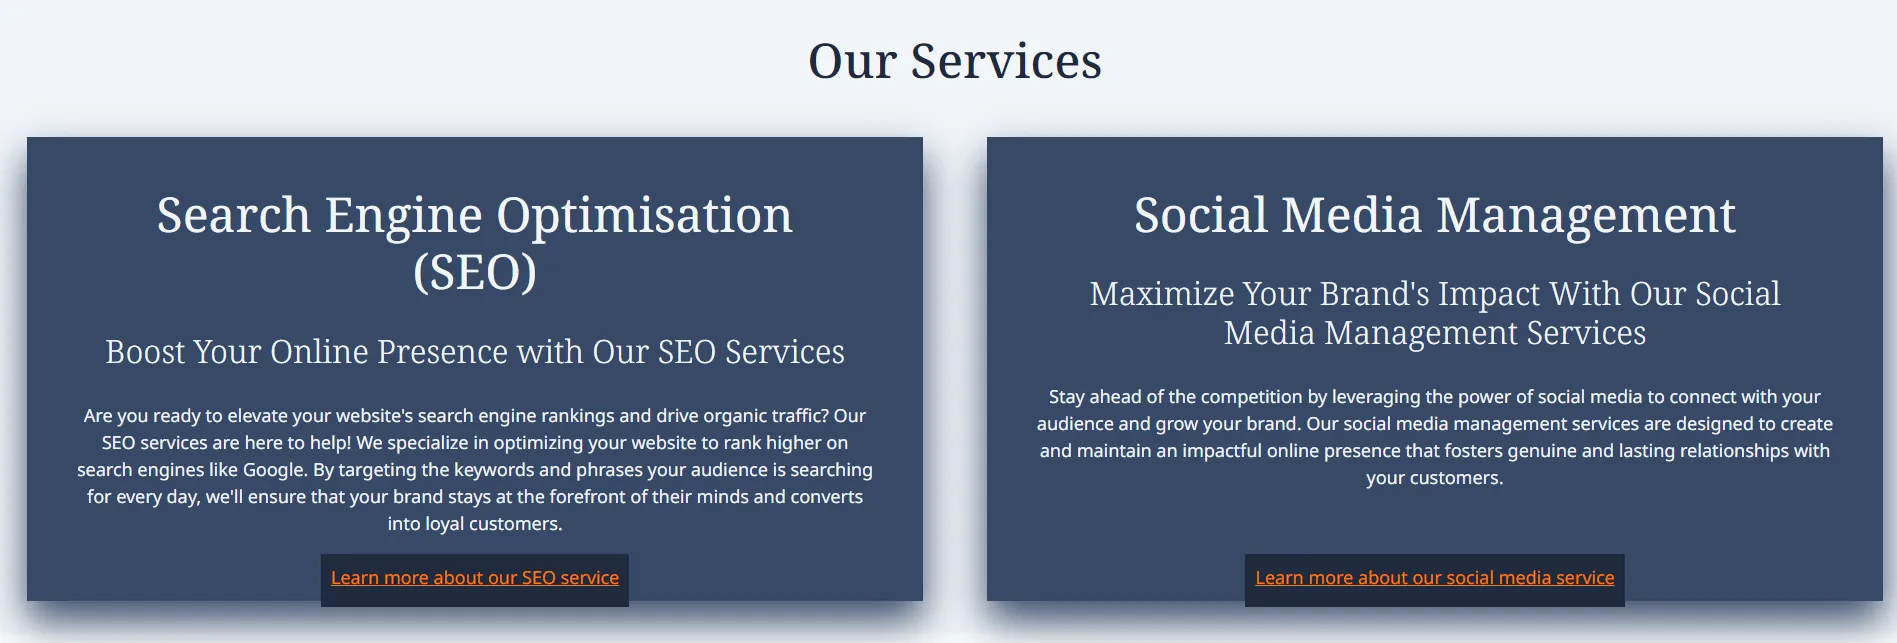 Our Services
Search Engine Optimisation
(SEO)
Boost Your Online Presence with Our SEO Services
Are you ready to elevate your website's search engine rankings and drive organic traffic? Our
SEO services are here to help! We specialize in optimizing your website to rank higher on
search engines like Google. By targeting the keywords and phrases your audience is searching
for every day, we'll ensure that your brand stays at the forefront of their minds and converts
into loyal customers.
Learn more about our SEO service
Social Media Management
Maximize Your Brand's Impact With Our Social
Media Management Services
Stay ahead of the competition by leveraging the power of social media to connect with your
audience and grow your brand. Our social media management services are designed to create
and maintain an impactful online presence that fosters genuine and lasting relationships with
your customers.
Learn more about our social media service